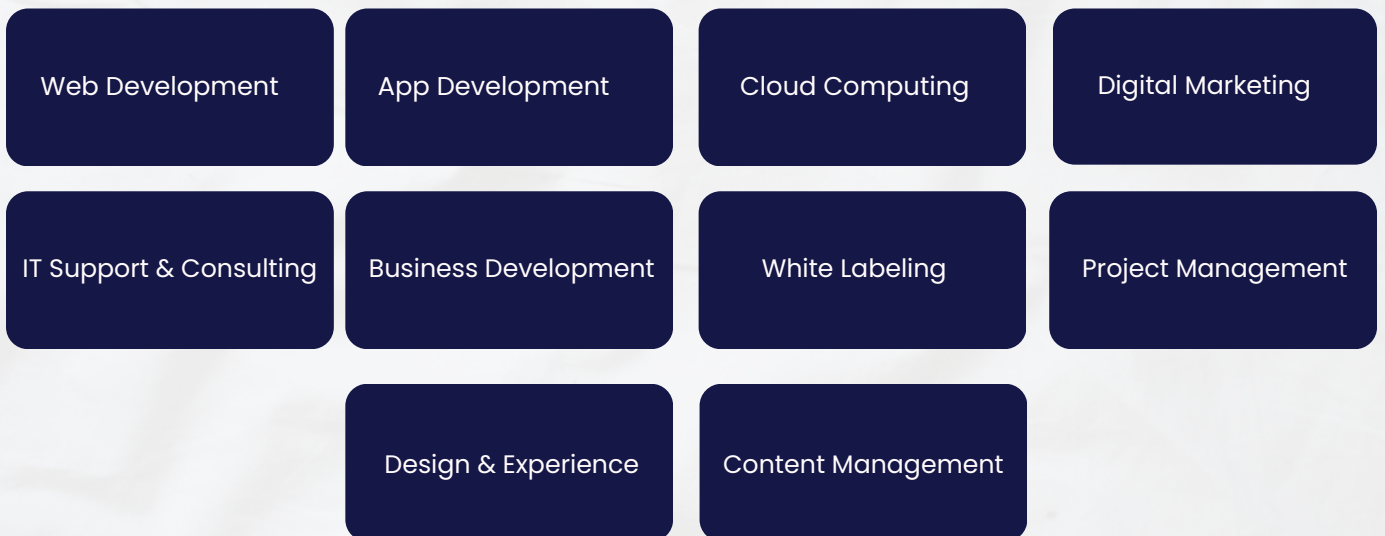 Web Development
App Development
Cloud Computing
Digital Marketing
IT Support & Consulting
Business Development
White Labeling
Project Management
Design & Experience
Content Management